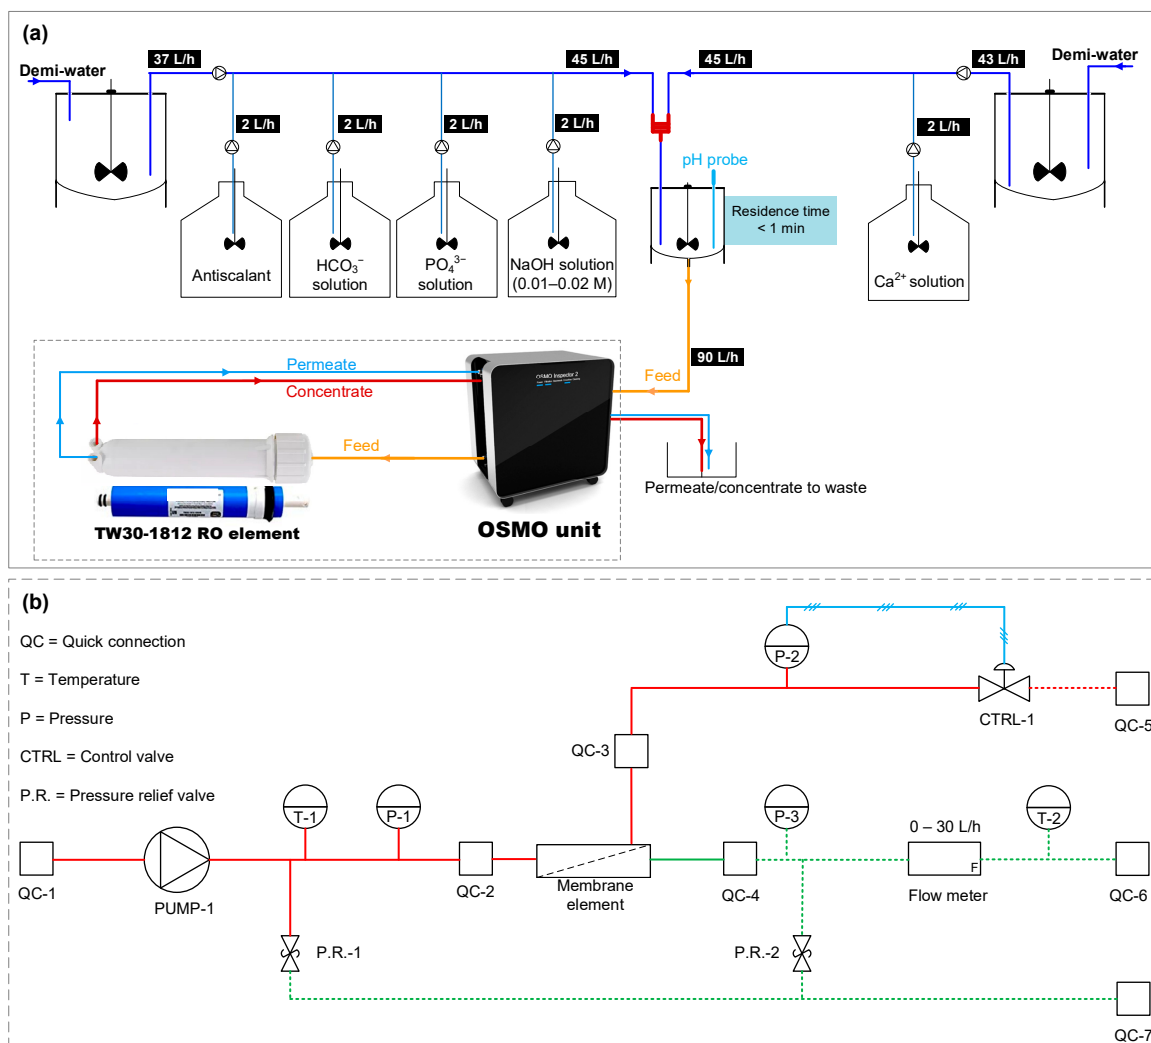 (a)
Demi-water
37 L/h
45 L/h
45 L/h
43 L/h
Demi-water
2 L/h
2 L/h
2 L/h
2 L/h
2 L/h
pH probe
Residence time
< 1 min
Antiscalant
HCO₃⁻
solution
PO₄³⁻
solution
NaOH solution
(0.01–0.02 M)
Ca²⁺ solution
90 L/h
Permeate
Concentrate
Feed
OSMO Inspector 2
Feed
Permeate/concentrate to waste
TW30-1812 RO element
OSMO unit
(b)
QC = Quick connection
T = Temperature
P = Pressure
CTRL = Control valve
P.R. = Pressure relief valve
P-2
CTRL-1
QC-5
QC-3
T-1
P-1
P-3
T-2
0 – 30 L/h
F
QC-1
PUMP-1
QC-2
Membrane
element
QC-4
Flow meter
QC-6
P.R.-1
P.R.-2
QC-7